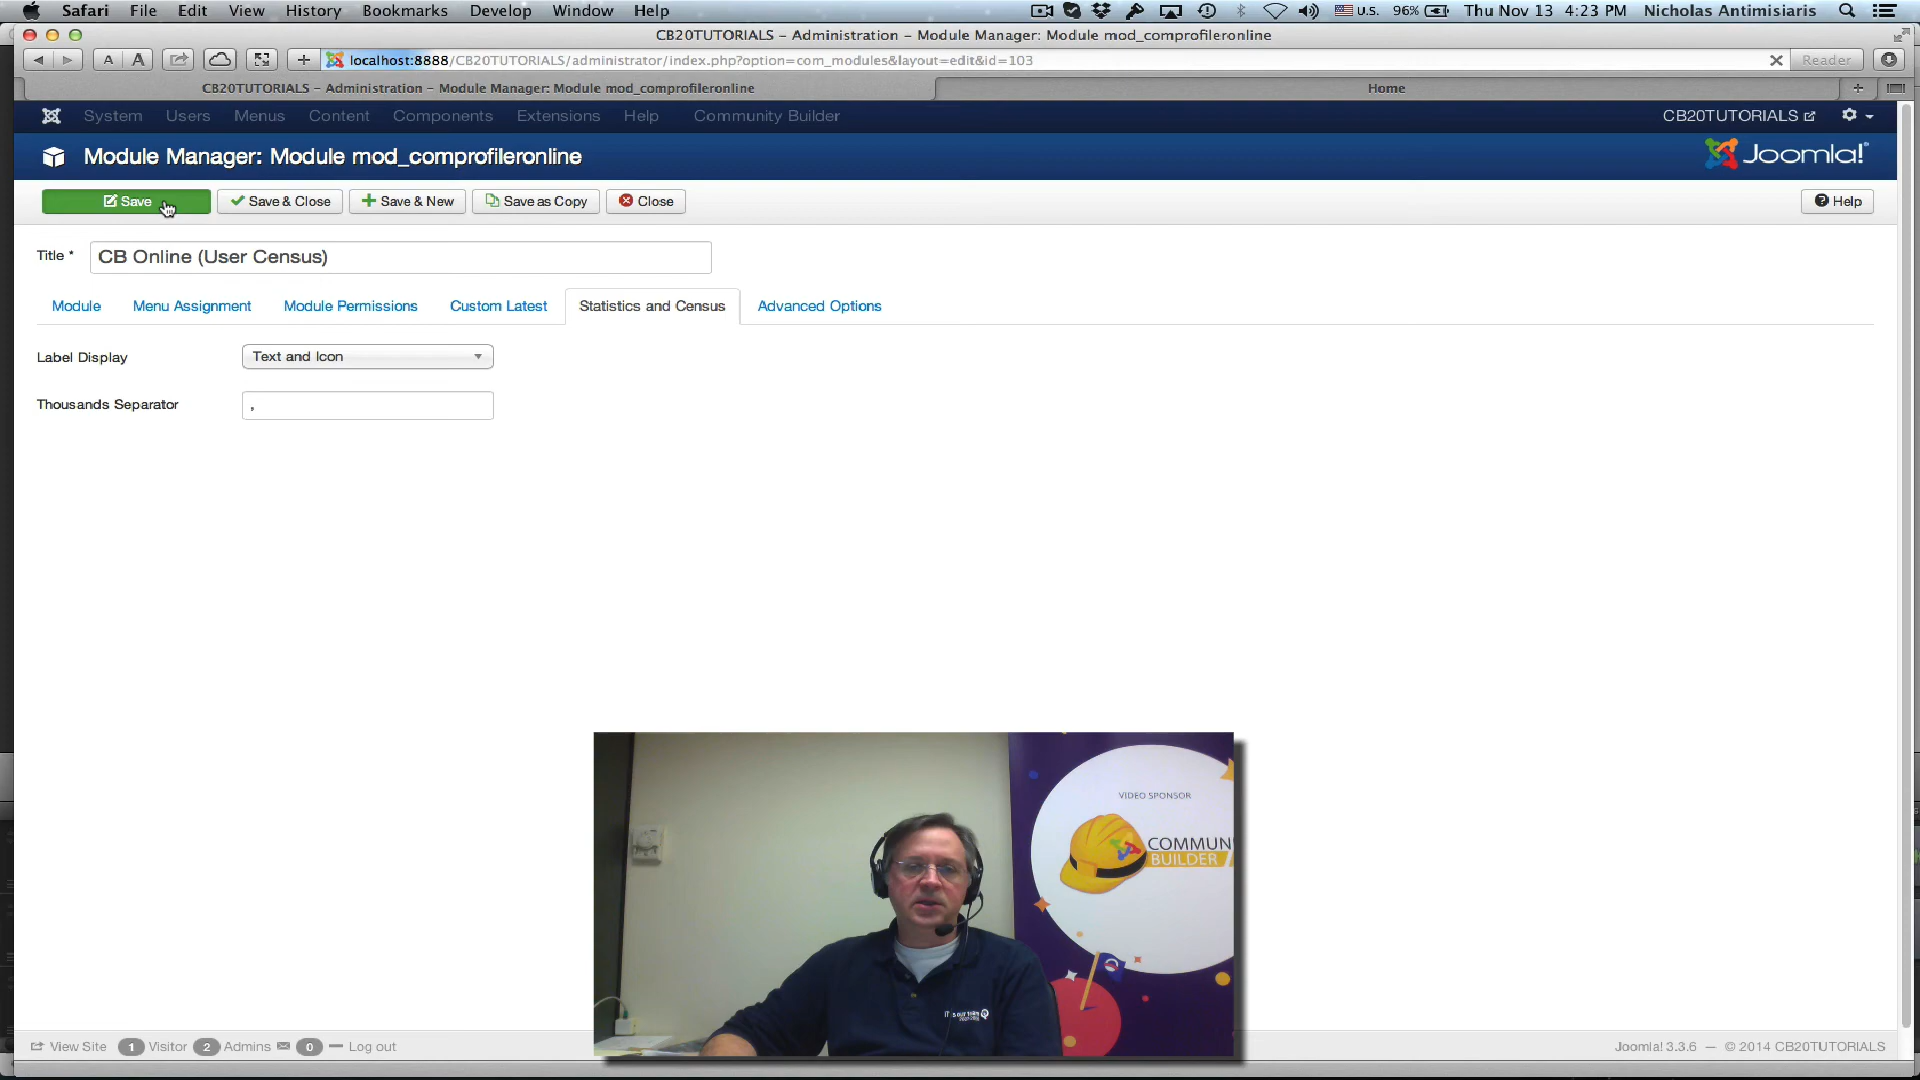 Safari File Edit View History Bookmarks Develop Window Help U.S. 96% Thu Nov 13 4:23 PM Nicholas Antimisiaris
CB20TUTORIALS – Administration – Module Manager: Module mod_comprofileronline
A A + localhost:8888/CB20TUTORIALS/administrator/index.php?option=com_modules&layout=edit&id=103 Reader
CB20TUTORIALS – Administration – Module Manager: Module mod_comprofileronline Home +
System Users Menus Content Components Extensions Help Community Builder CB20TUTORIALS
Module Manager: Module mod_comprofileronline Joomla!®
Save Save & Close Save & New Save as Copy Close Help
Title * CB Online (User Census)
Module Menu Assignment Module Permissions Custom Latest Statistics and Census Advanced Options
Label Display Text and Icon
Thousands Separator ,
VIDEO SPONSOR
COMMUN
BUILDER
View Site 1 Visitor 2 Admins 0 Log out Joomla! 3.3.6 — © 2014 CB20TUTORIALS